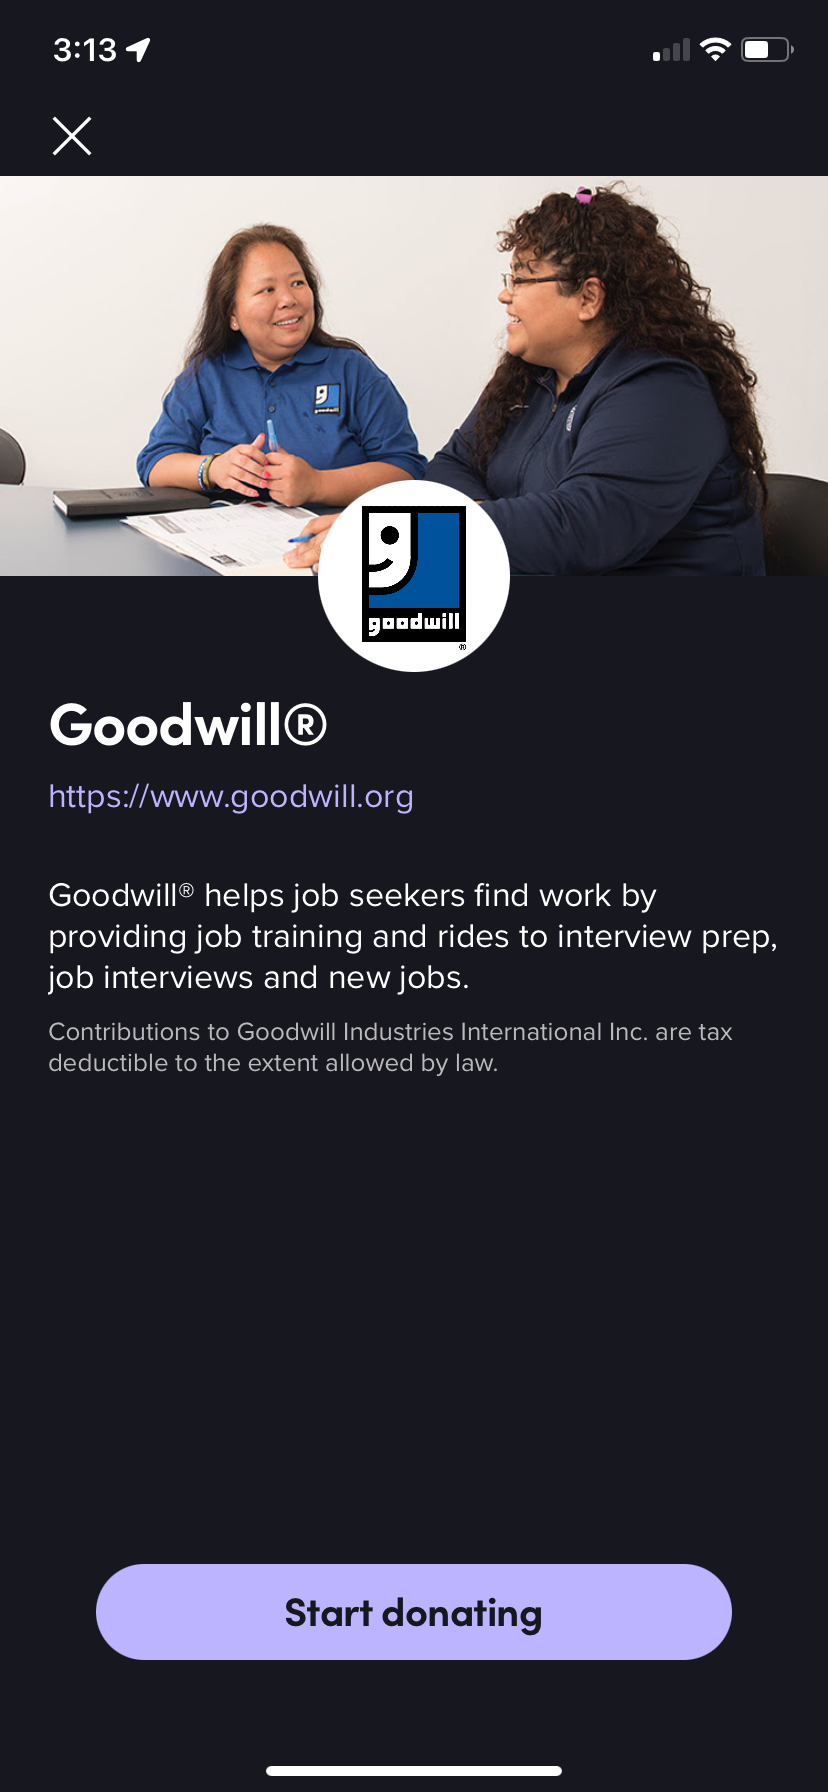 3:13
goodwill
goodwill
®
Goodwill®
https://www.goodwill.org
Goodwill® helps job seekers find work by
providing job training and rides to interview prep,
job interviews and new jobs.
Contributions to Goodwill Industries International Inc. are tax
deductible to the extent allowed by law.
Start donating